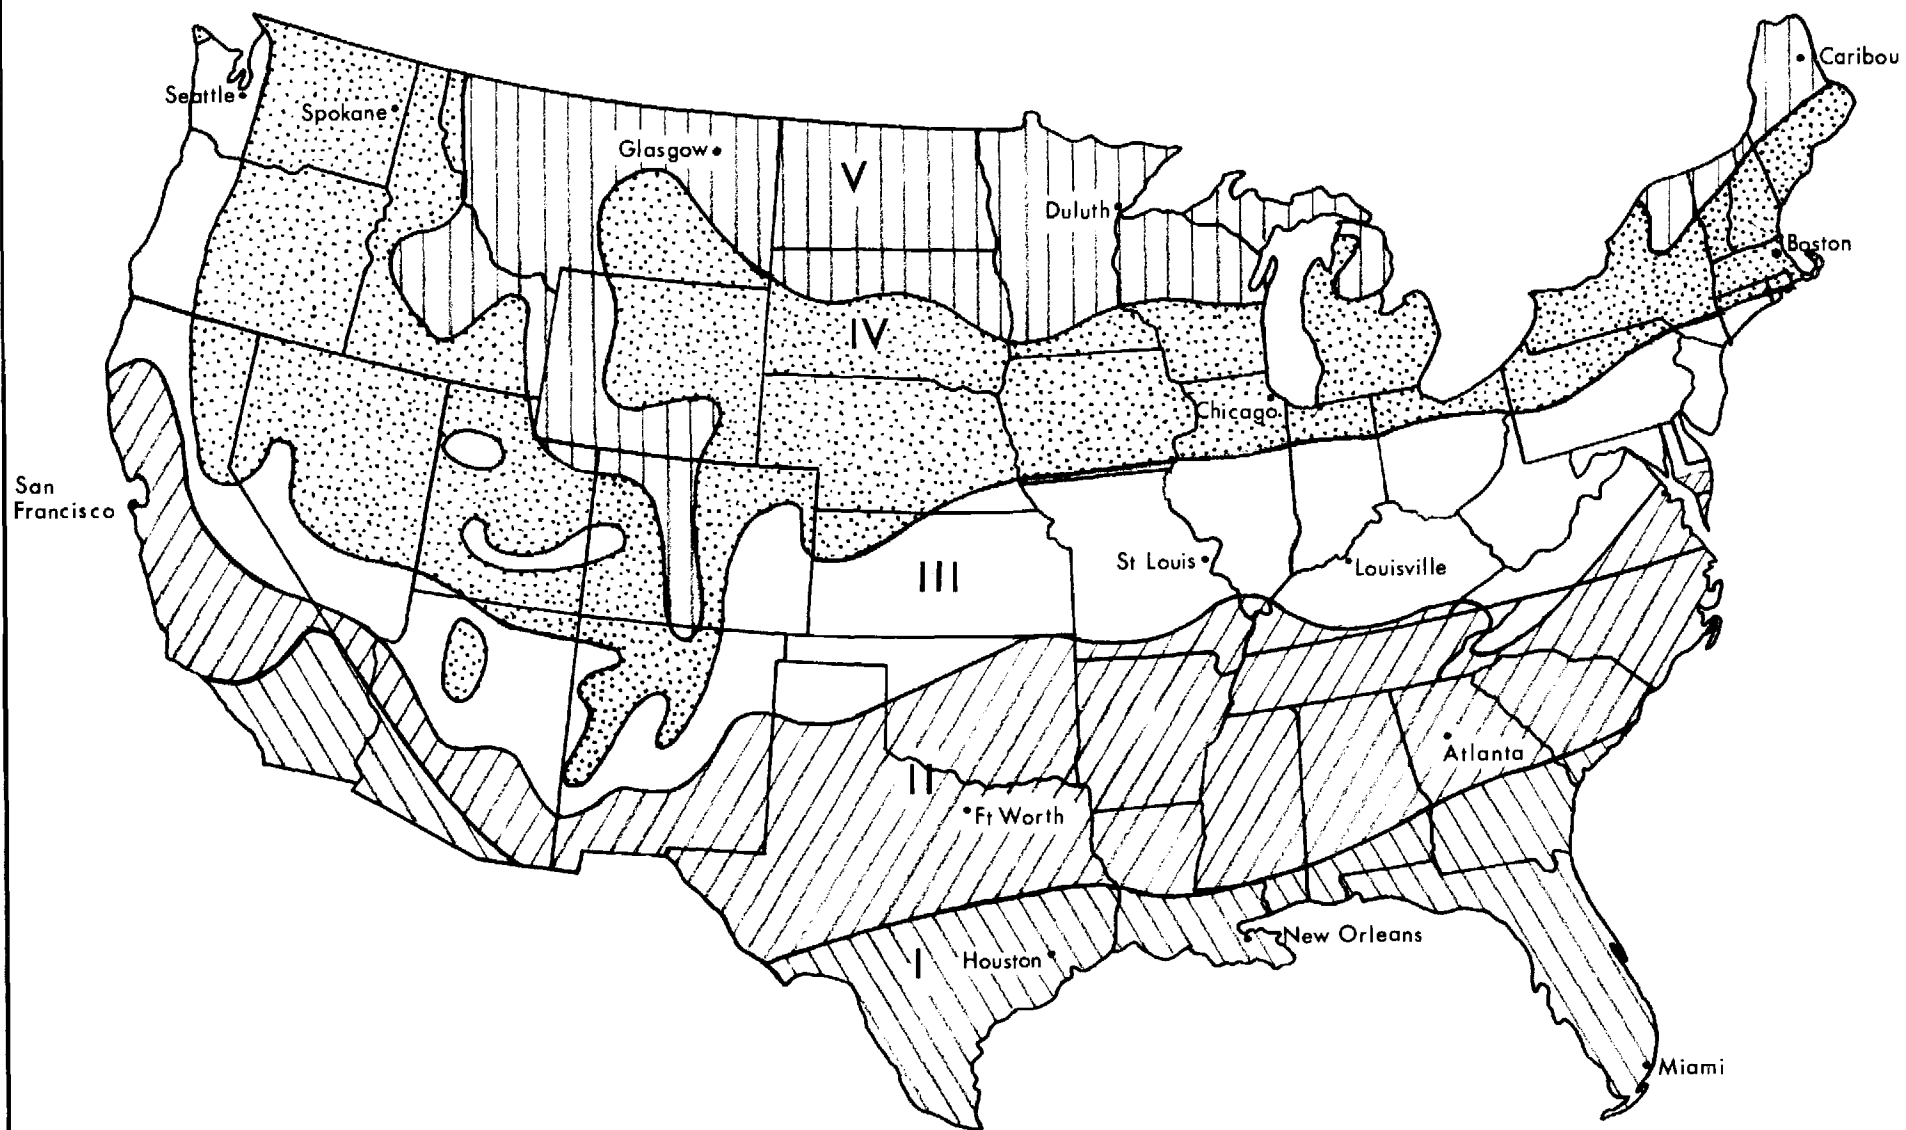 Caribou
Seattle
Spokane
Glasgow
V
Duluth
Boston
IV
Chicago
San
Francisco
III
St Louis
Louisville
Atlanta
II
Ft Worth
New Orleans
I
Houston
Miami